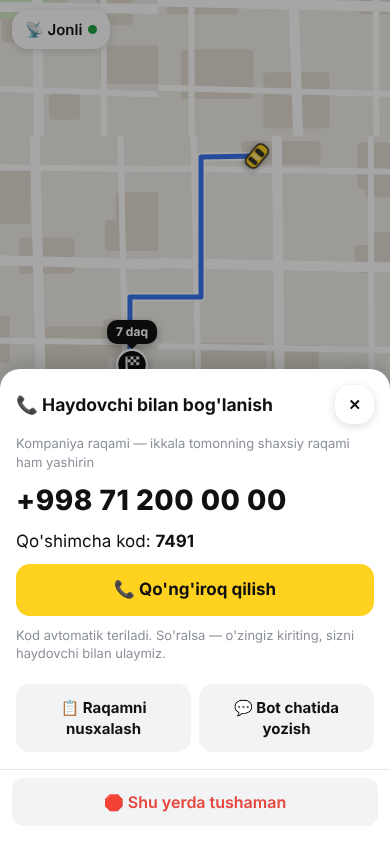 📡 Jonli
7 daq
📞 Haydovchi bilan bog'lanish
✕
Kompaniya raqami — ikkala tomonning shaxsiy raqami
ham yashirin
+998 71 200 00 00
Qo'shimcha kod: 7491
📞 Qo'ng'iroq qilish
Kod avtomatik teriladi. So'ralsa — o'zingiz kiriting, sizni
haydovchi bilan ulaymiz.
📋 Raqamni
nusxalash
💬 Bot chatida
yozish
🛑 Shu yerda tushaman